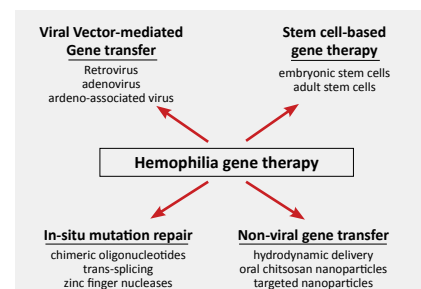 Viral Vector-mediated
Gene transfer
Retrovirus
adenovirus
ardeno-associated virus
Stem cell-based
gene therapy
embryonic stem cells
adult stem cells
Hemophilia gene therapy
In-situ mutation repair
chimeric oligonucleotides
trans-splicing
zinc finger nucleases
Non-viral gene transfer
hydrodynamic delivery
oral chitsosan nanoparticles
targeted nanoparticles